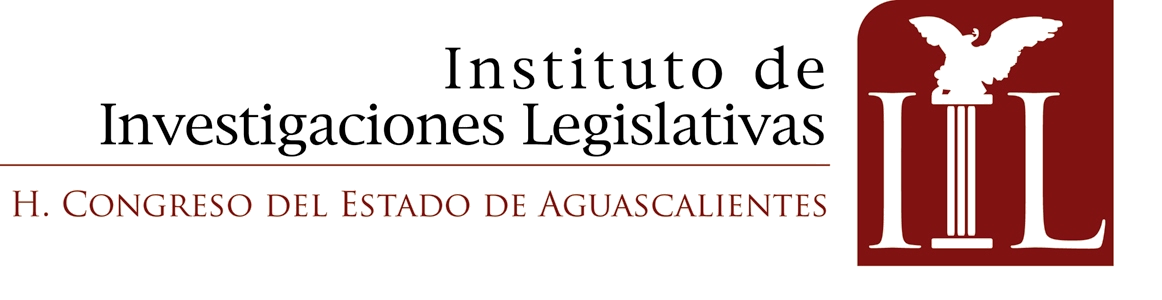 Instituto de
Investigaciones Legislativas
H. CONGRESO DEL ESTADO DE AGUASCALIENTES
IIL